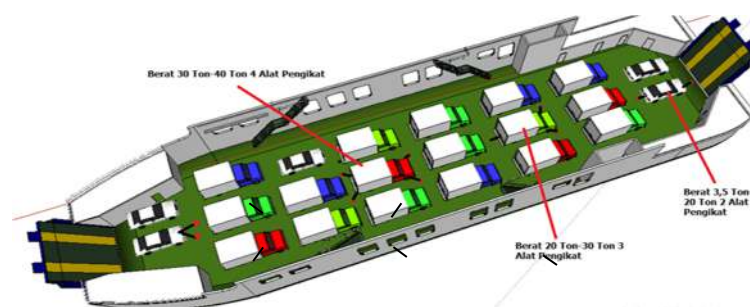 Berat 30 Ton-40 Ton 4 Alat Pengikat
Berat 3,5 Ton
20 Ton 2 Alat
Pengikat
Berat 20 Ton-30 Ton 3
Alat Pengikat